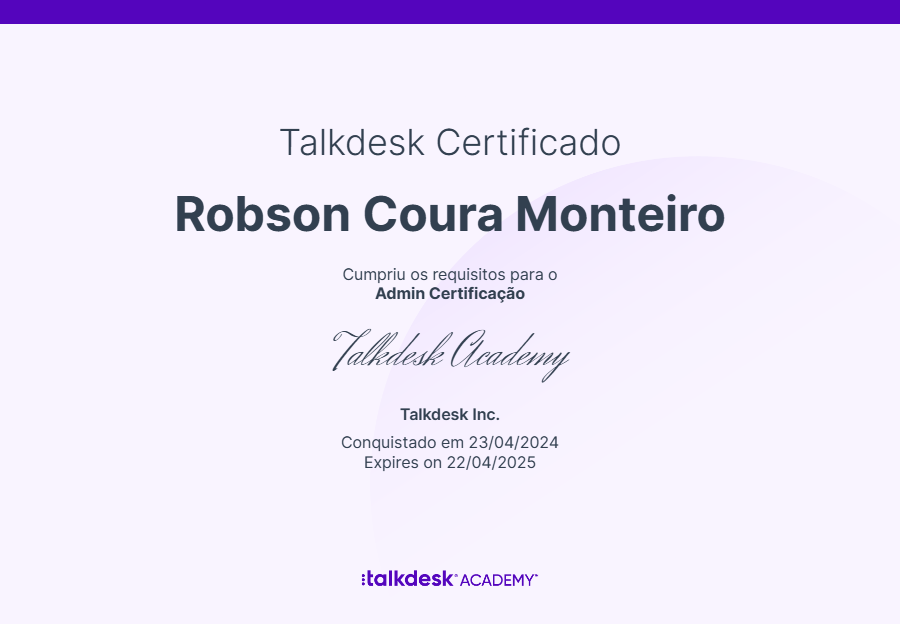 Talkdesk Certificado
Robson Coura Monteiro
Cumpriu os requisitos para o
Admin Certificação
Talkdesk Academy
Talkdesk Inc.
Conquistado em 23/04/2024
Expires on 22/04/2025
:talkdesk® ACADEMY™